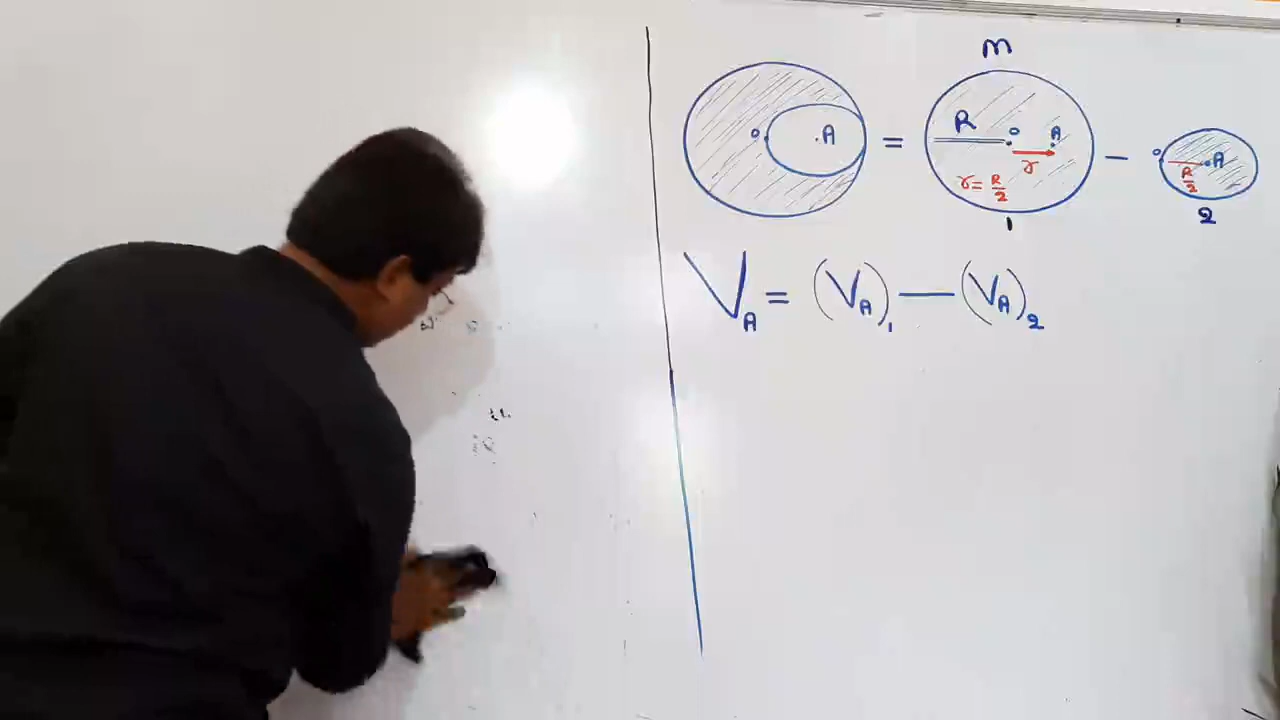 m
O .A = R O A − O A
r r = R/2 R/2
1 2
V_A = (V_A)_1 — (V_A)_2